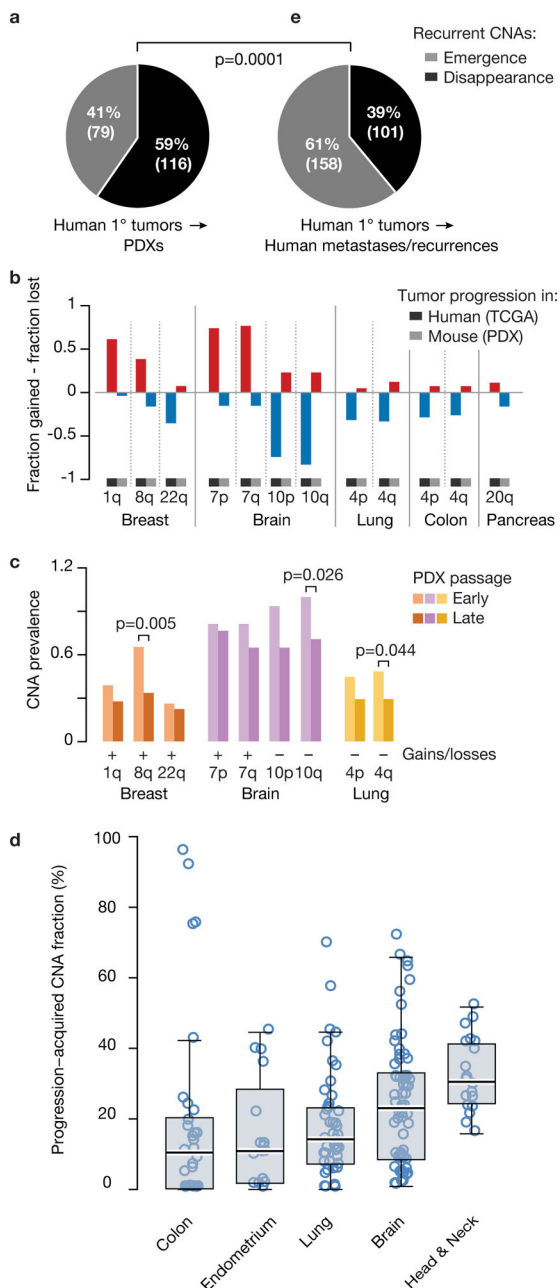 a
e
Recurrent CNAs:
Emergence
Disappearance
p=0.0001
41%
(79)
59%
(116)
39%
(101)
61%
(158)
Human 1° tumors →
PDXs
Human 1° tumors →
Human metastases/recurrences
b
Tumor progression in:
Human (TCGA)
Mouse (PDX)
Fraction gained - fraction lost
1
0.5
0
-0.5
-1
1q 8q 22q 7p 7q 10p 10q 4p 4q 4p 4q 20q
Breast Brain Lung Colon Pancreas
c
PDX passage
Early
Late
CNA prevalence
1.2
0.6
0
p=0.005
p=0.026
p=0.044
+ + + + + − − − − Gains/losses
1q 8q 22q 7p 7q 10p 10q 4p 4q
Breast Brain Lung
d
Progression–acquired CNA fraction (%)
100
80
60
40
20
0
Colon
Endometrium
Lung
Brain
Head & Neck